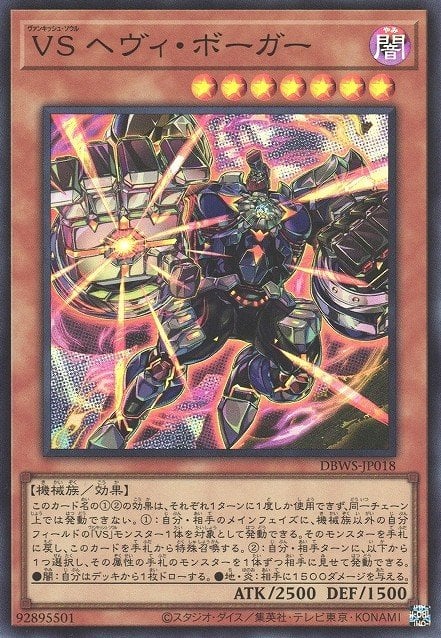 ヴァンキッシュ・ソウル
VS ヘヴィ・ボーガー
やみ
闇
DBWS-JP018
【機械族/効果】
このカード名の①②の効果は、それぞれ1ターンに1度しか使用できず、同一チェーン
上では発動できない。①:自分・相手のメインフェイズに、機械族以外の自分
フィールドの「VS」モンスター1体を対象として発動できる。そのモンスターを手札
に戻し、このカードを手札から特殊召喚する。②:自分・相手ターンに、以下から
1つ選択し、その属性の手札のモンスターを1体ずつ相手に見せて発動できる。
●闇:自分はデッキから1枚ドローする。●地・炎:相手に1500ダメージを与える。
ATK/2500 DEF/1500
92895501
©スタジオ・ダイス/集英社・テレビ東京・KONAMI